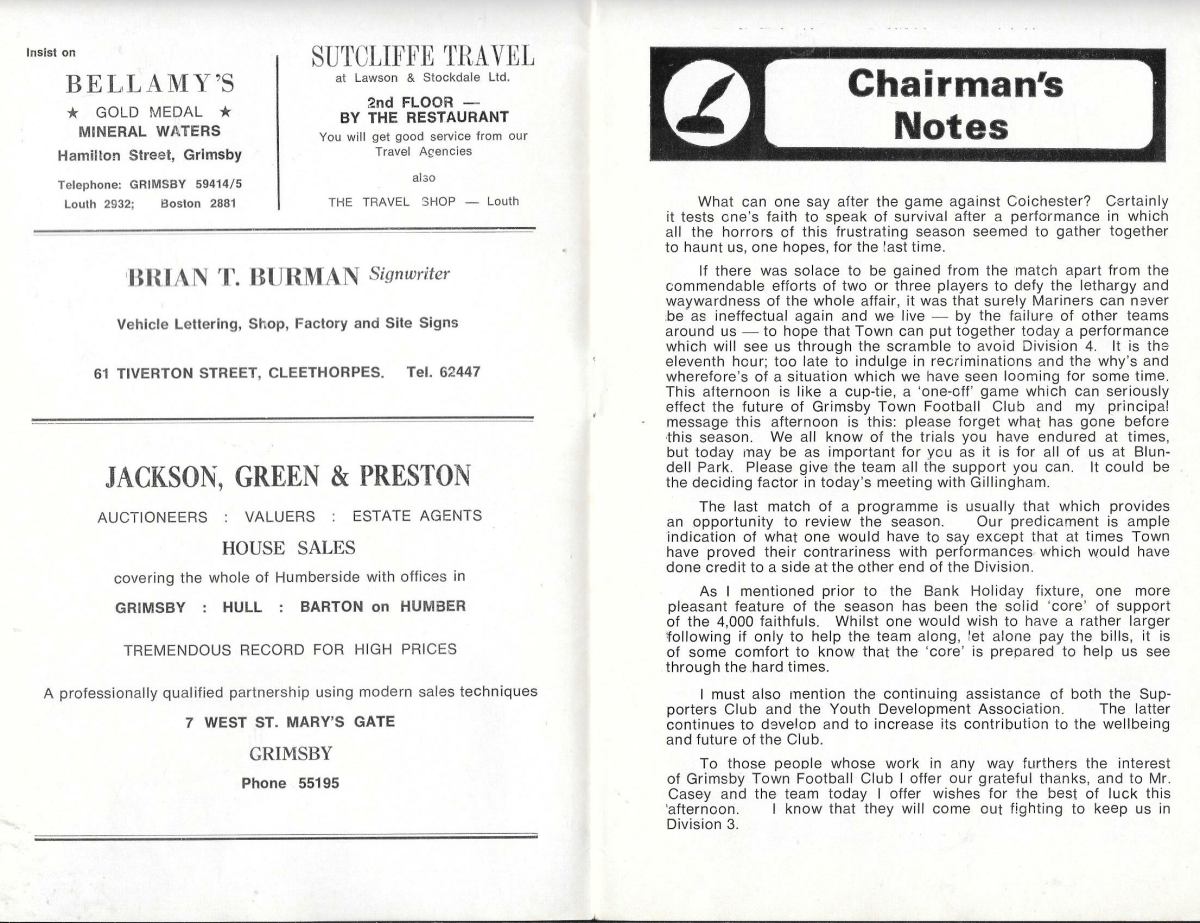 Insist on
BELLAMY'S
★ GOLD MEDAL ★
MINERAL WATERS
Hamilton Street, Grimsby
Telephone: GRIMSBY 59414/5
Louth 2932; Boston 2881
SUTCLIFFE TRAVEL
at Lawson & Stockdale Ltd.
2nd FLOOR —
BY THE RESTAURANT
You will get good service from our
Travel Agencies
also
THE TRAVEL SHOP — Louth
BRIAN T. BURMAN Signwriter
Vehicle Lettering, Shop, Factory and Site Signs
61 TIVERTON STREET, CLEETHORPES. Tel. 62447
JACKSON, GREEN & PRESTON
AUCTIONEERS : VALUERS : ESTATE AGENTS
HOUSE SALES
covering the whole of Humberside with offices in
GRIMSBY : HULL : BARTON on HUMBER
TREMENDOUS RECORD FOR HIGH PRICES
A professionally qualified partnership using modern sales techniques
7 WEST ST. MARY'S GATE
GRIMSBY
Phone 55195
Chairman's
Notes
What can one say after the game against Colchester? Certainly
it tests one's faith to speak of survival after a performance in which
all the horrors of this frustrating season seemed to gather together
to haunt us, one hopes, for the last time.
If there was solace to be gained from the match apart from the
commendable efforts of two or three players to defy the lethargy and
waywardness of the whole affair, it was that surely Mariners can never
be as ineffectual again and we live — by the failure of other teams
around us — to hope that Town can put together today a performance
which will see us through the scramble to avoid Division 4. It is the
eleventh hour; too late to indulge in recriminations and the why's and
wherefore's of a situation which we have seen looming for some time.
This afternoon is like a cup-tie, a 'one-off' game which can seriously
effect the future of Grimsby Town Football Club and my principal
message this afternoon is this: please forget what has gone before
this season. We all know of the trials you have endured at times,
but today may be as important for you as it is for all of us at Blun-
dell Park. Please give the team all the support you can. It could be
the deciding factor in today's meeting with Gillingham.
The last match of a programme is usually that which provides
an opportunity to review the season. Our predicament is ample
indication of what one would have to say except that at times Town
have proved their contrariness with performances which would have
done credit to a side at the other end of the Division.
As I mentioned prior to the Bank Holiday fixture, one more
pleasant feature of the season has been the solid 'core' of support
of the 4,000 faithfuls. Whilst one would wish to have a rather larger
following if only to help the team along, let alone pay the bills, it is
of some comfort to know that the 'core' is prepared to help us see
through the hard times.
I must also mention the continuing assistance of both the Sup-
porters Club and the Youth Development Association. The latter
continues to develop and to increase its contribution to the wellbeing
and future of the Club.
To those people whose work in any way furthers the interest
of Grimsby Town Football Club I offer our grateful thanks, and to Mr.
Casey and the team today I offer wishes for the best of luck this
afternoon. I know that they will come out fighting to keep us in
Division 3.